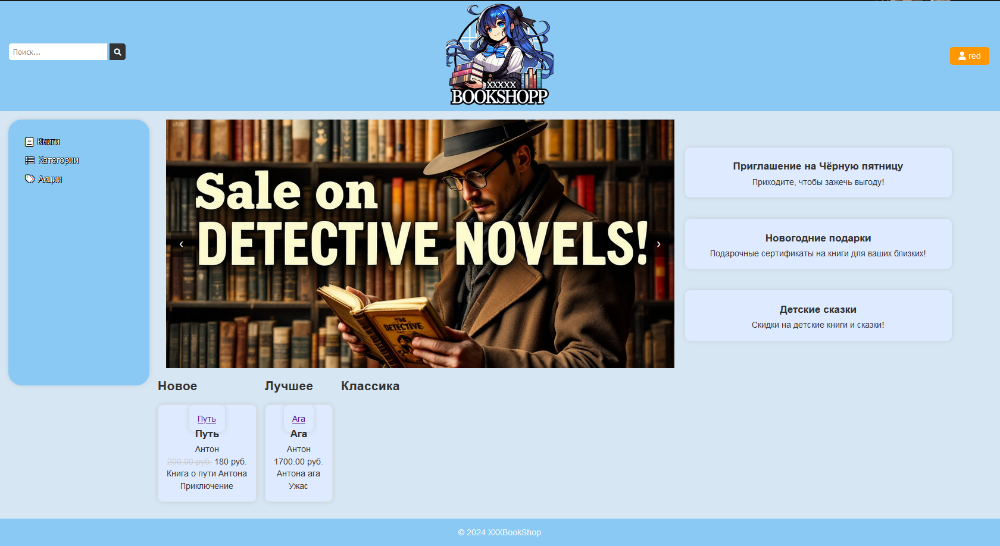 Поиск...
XXXXX
BOOKSHOPP
red
Книги
Категории
Акции
Sale on
DETECTIVE NOVELS!
DETECTIVE
‹
›
Приглашение на Чёрную пятницу
Приходите, чтобы зажечь выгоду!
Новогодние подарки
Подарочные сертификаты на книги для ваших близких!
Детские сказки
Скидки на детские книги и сказки!
Новое
Путь
Путь
Антон
200.00 руб. 180 руб.
Книга о пути Антона
Приключение
Лучшее
Ага
Ага
Антон
1700.00 руб.
Антона ага
Ужас
Классика
© 2024 XXXBookShop